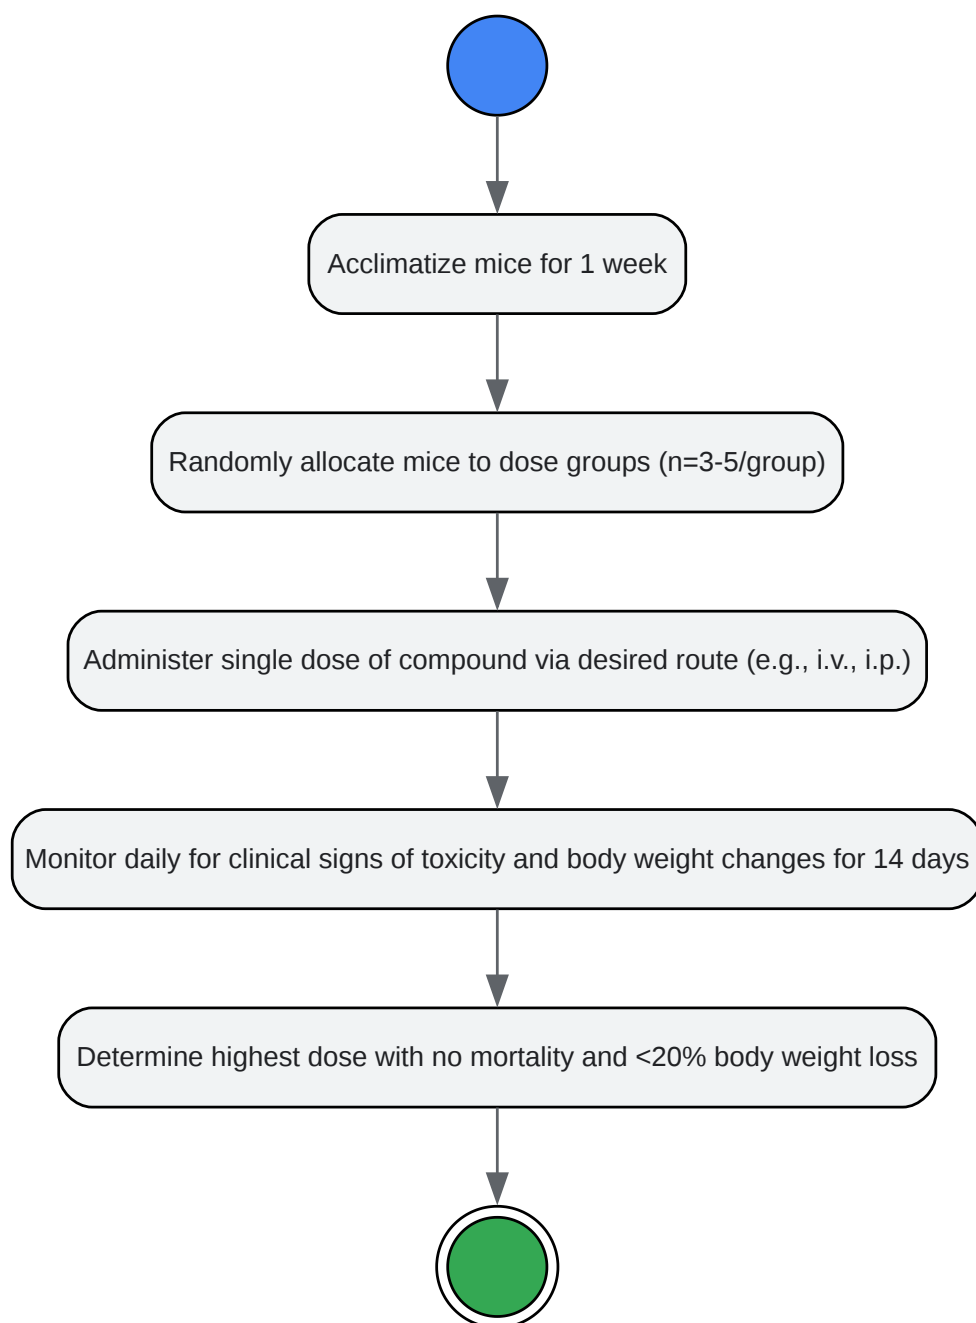 Acclimatize mice for 1 week
Randomly allocate mice to dose groups (n=3-5/group)
Administer single dose of compound via desired route (e.g., i.v., i.p.)
Monitor daily for clinical signs of toxicity and body weight changes for 14 days
Determine highest dose with no mortality and <20% body weight loss